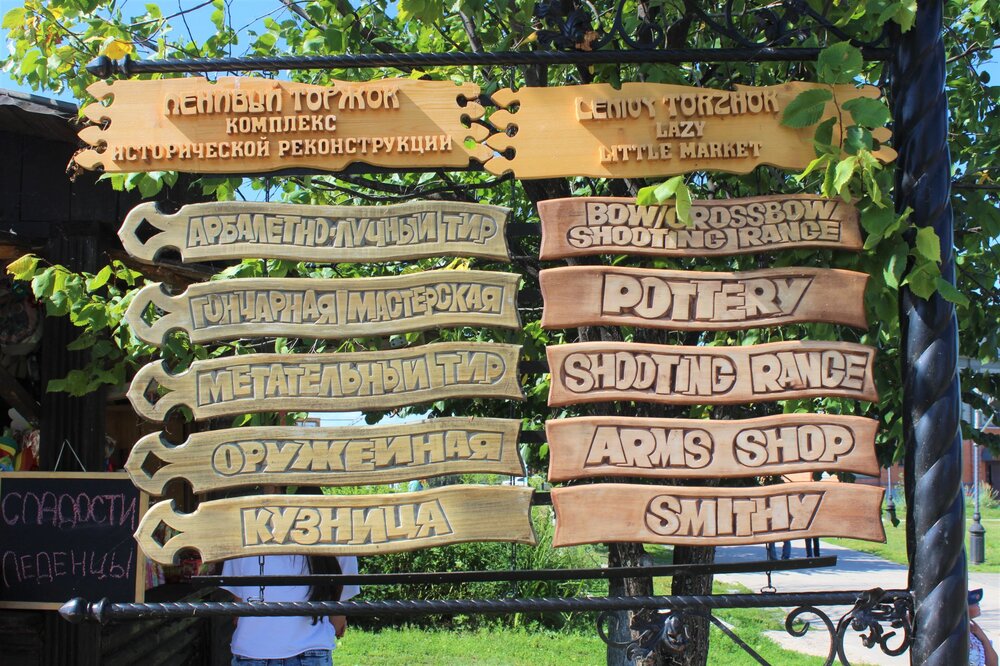 ЛЕНИВЫЙ ТОРЖОК
КОМПЛЕКС
ИСТОРИЧЕСКОЙ РЕКОНСТРУКЦИИ
LENIVY TORZHOK
LAZY
LITTLE MARKET
АРБАЛЕТНО-ЛУЧНЫЙ ТИР
BOW/CROSSBOW
SHOOTING RANGE
ГОНЧАРНАЯ МАСТЕРСКАЯ
POTTERY
МЕТАТЕЛЬНЫЙ ТИР
SHOOTING RANGE
ОРУЖЕЙНАЯ
ARMS SHOP
КУЗНИЦА
SMITHY
СЛАДОСТИ
ЛЕДЕНЦЫ